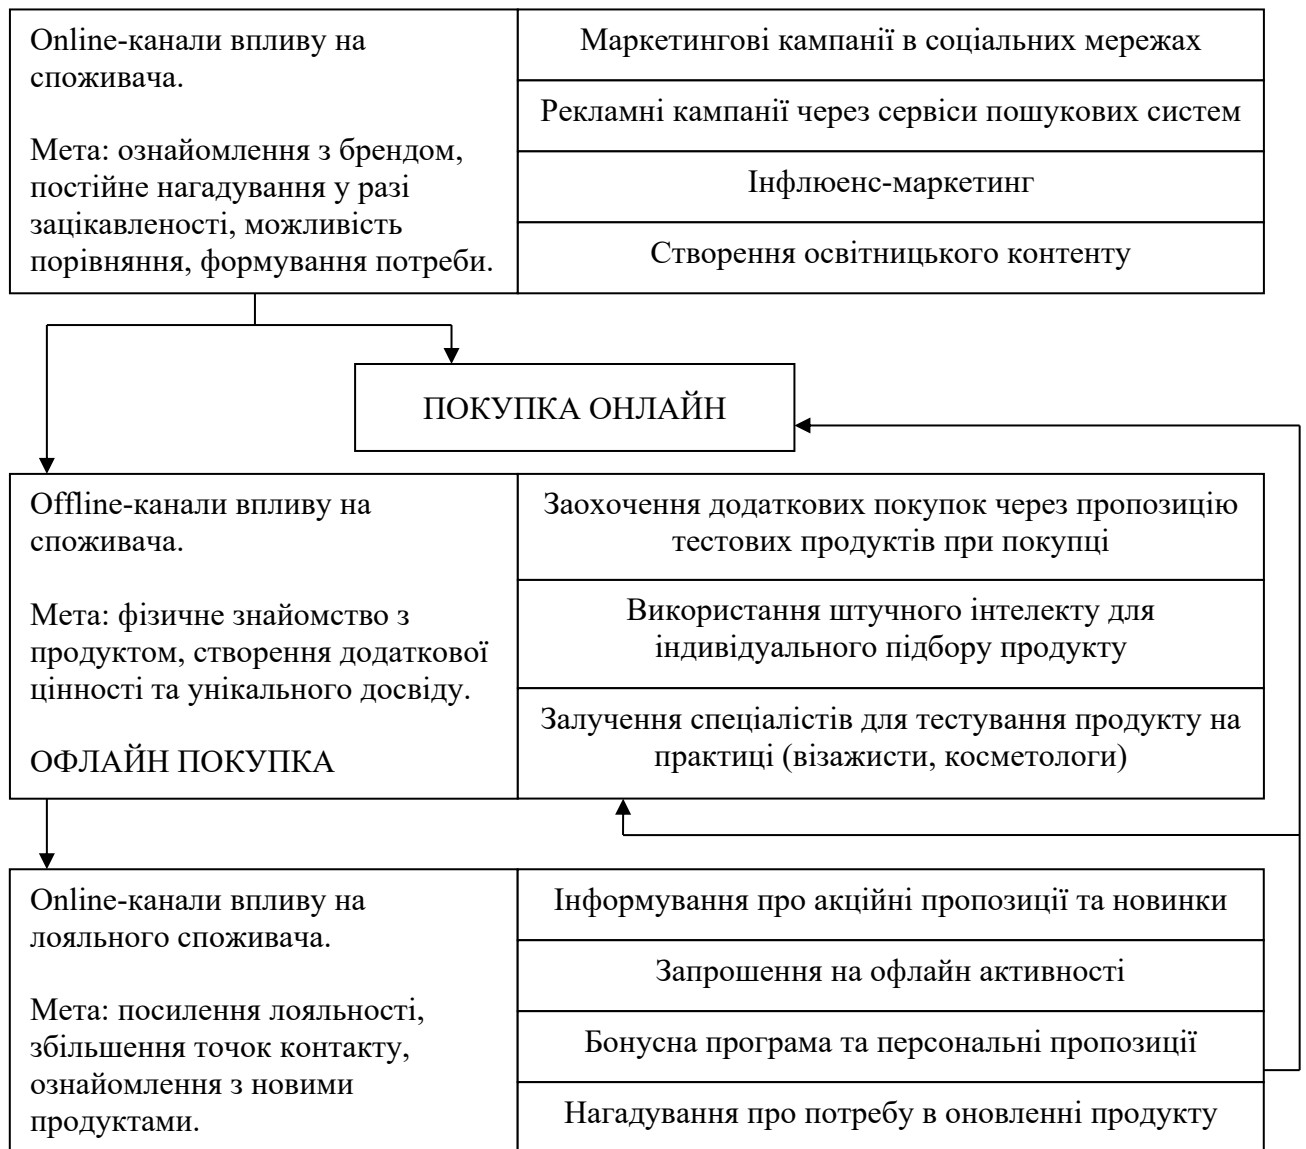 Online-канали впливу на
споживача.
Мета: ознайомлення з брендом,
постійне нагадування у разі
зацікавленості, можливість
порівняння, формування потреби.
Маркетингові кампанії в соціальних мережах
Рекламні кампанії через сервіси пошукових систем
Інфлюенс-маркетинг
Створення освітницького контенту
ПОКУПКА ОНЛАЙН
Offline-канали впливу на
споживача.
Мета: фізичне знайомство з
продуктом, створення додаткової
цінності та унікального досвіду.
ОФЛАЙН ПОКУПКА
Заохочення додаткових покупок через пропозицію
тестових продуктів при покупці
Використання штучного інтелекту для
індивідуального підбору продукту
Залучення спеціалістів для тестування продукту на
практиці (візажисти, косметологи)
Online-канали впливу на
лояльного споживача.
Мета: посилення лояльності,
збільшення точок контакту,
ознайомлення з новими
продуктами.
Інформування про акційні пропозиції та новинки
Запрошення на офлайн активності
Бонусна програма та персональні пропозиції
Нагадування про потребу в оновленні продукту